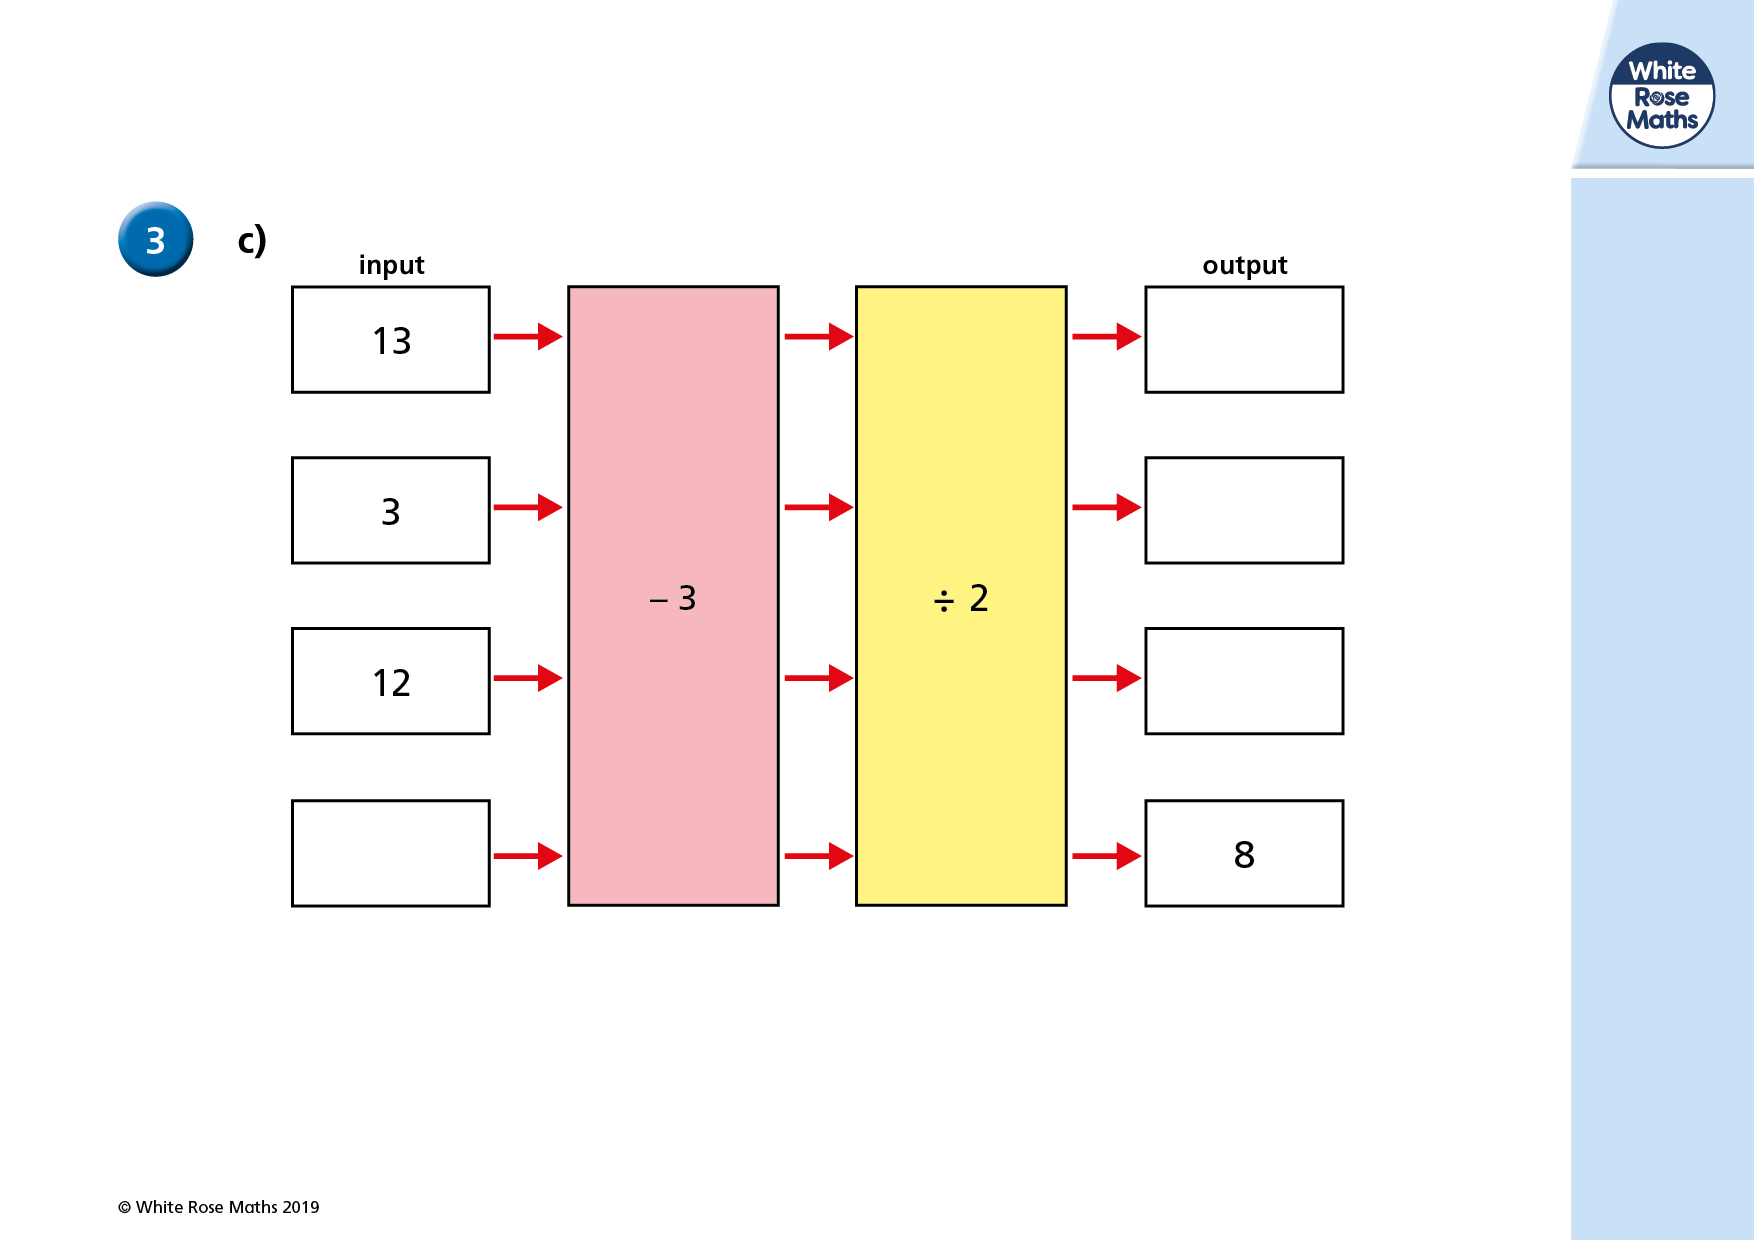 White
Rose
Maths
3 c)
input output
13
3
– 3 ÷ 2
12
8
© White Rose Maths 2019